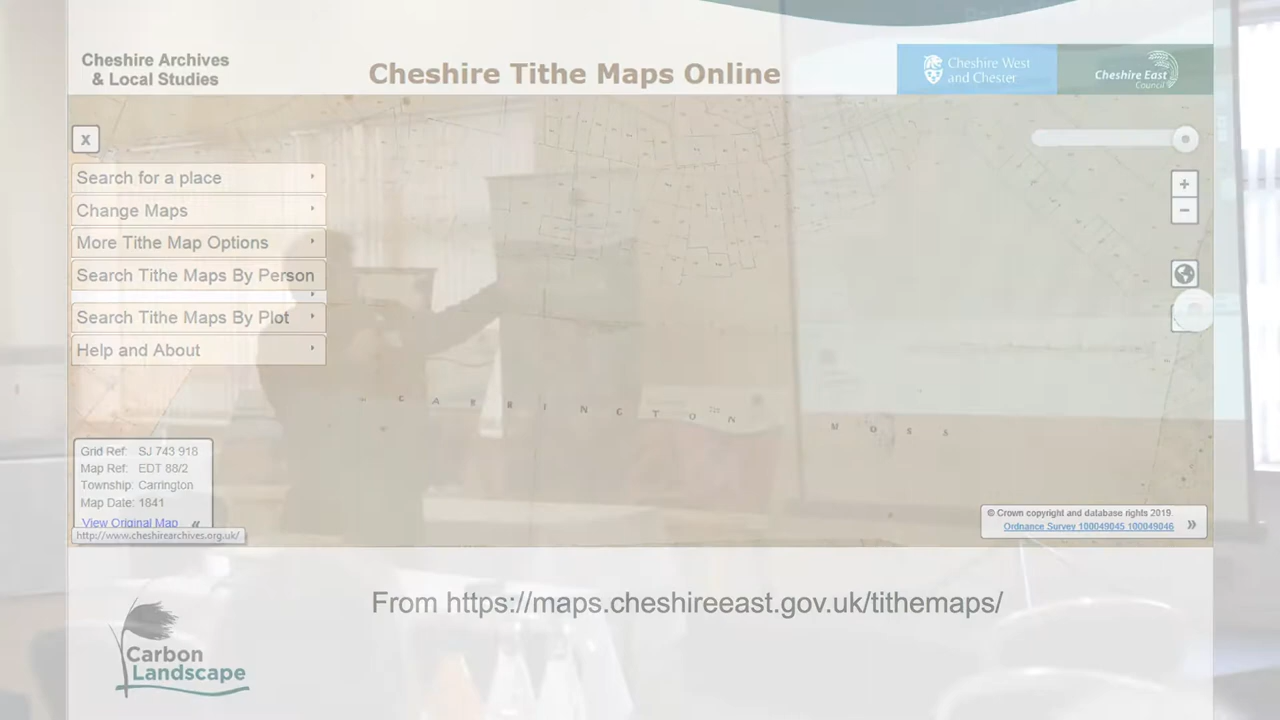 Cheshire Archives
& Local Studies
Cheshire Tithe Maps Online
Cheshire West
and Chester
Cheshire East
Council
x
Search for a place
Change Maps
More Tithe Map Options
Search Tithe Maps By Person
Search Tithe Maps By Plot
Help and About
+
−
CARRINGTON MOSS
Grid Ref: SJ 743 918
Map Ref: EDT 88/2
Township: Carrington
Map Date: 1841
View Original Map «
http://www.cheshirearchives.org.uk/
© Crown copyright and database rights 2019.
Ordnance Survey 100049045 100049046 »
From https://maps.cheshireeast.gov.uk/tithemaps/
Carbon
Landscape